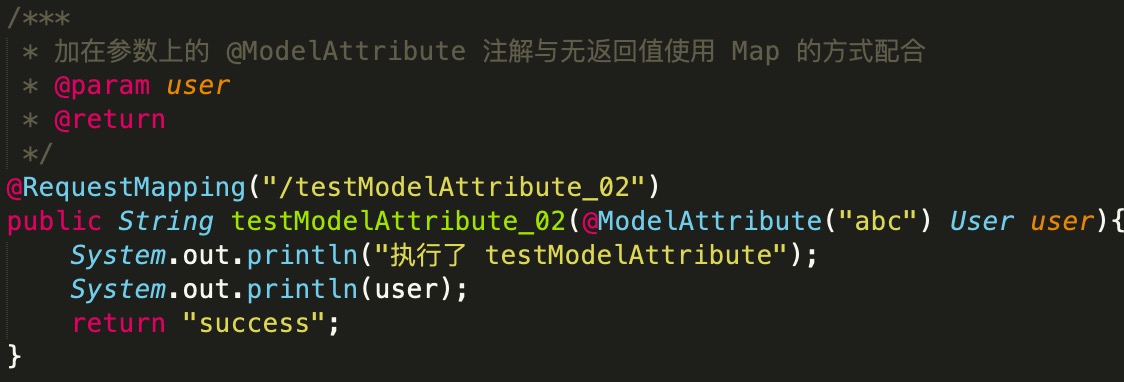 /***
 * 加在参数上的 @ModelAttribute 注解与无返回值使用 Map 的方式配合
 * @param user
 * @return
 */
@RequestMapping("/testModelAttribute_02")
public String testModelAttribute_02(@ModelAttribute("abc") User user){
    System.out.println("执行了 testModelAttribute");
    System.out.println(user);
    return "success";
}